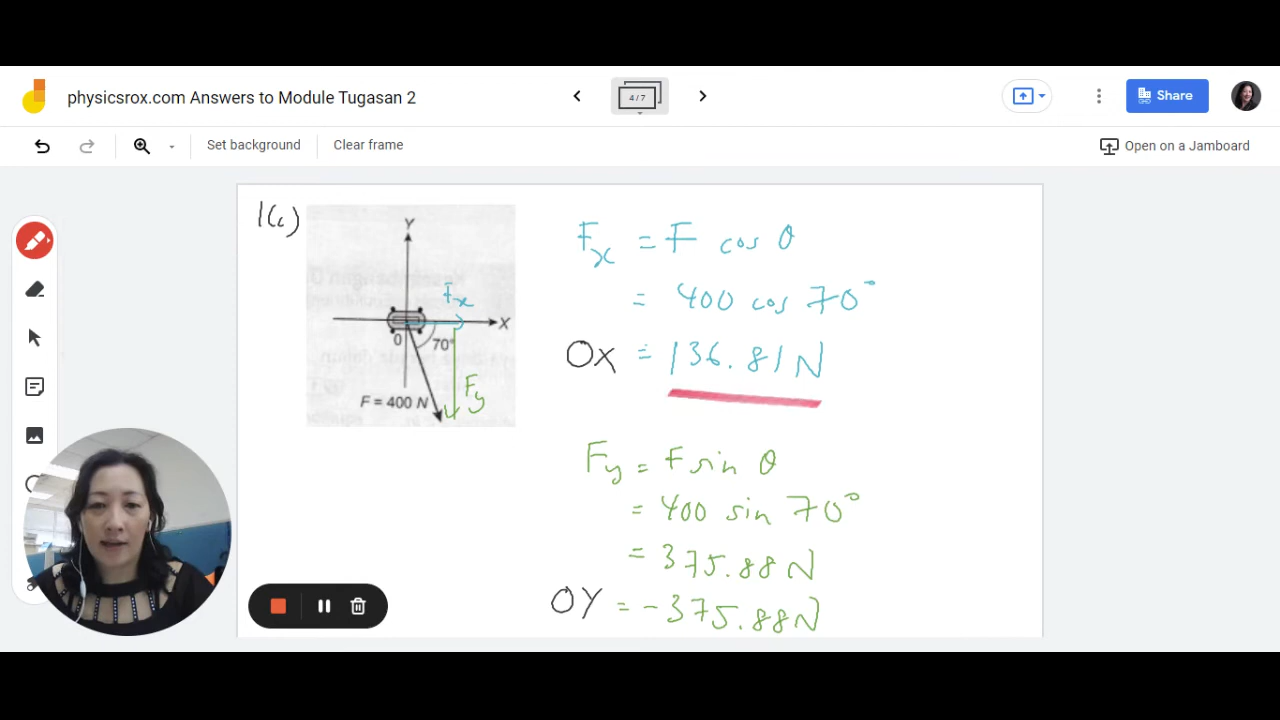 physicsrox.com Answers to Module Tugasan 2
4 / 7
Share
Set background
Clear frame
Open on a Jamboard
1(c)
Y
Fx
X
0
70°
F = 400 N
Fy
Fx = F cos θ
= 400 cos 70°
OX = 136.81 N
Fy = F sin θ
= 400 sin 70°
= 375.88 N
OY = -375.88 N